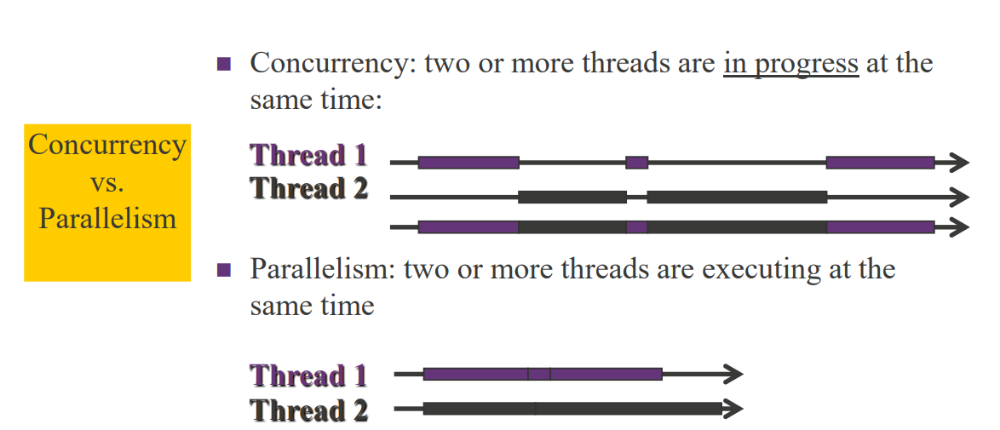 Concurrency
vs.
Parallelism
Concurrency: two or more threads are in progress at the
same time:
Thread 1
Thread 2
Parallelism: two or more threads are executing at the
same time
Thread 1
Thread 2